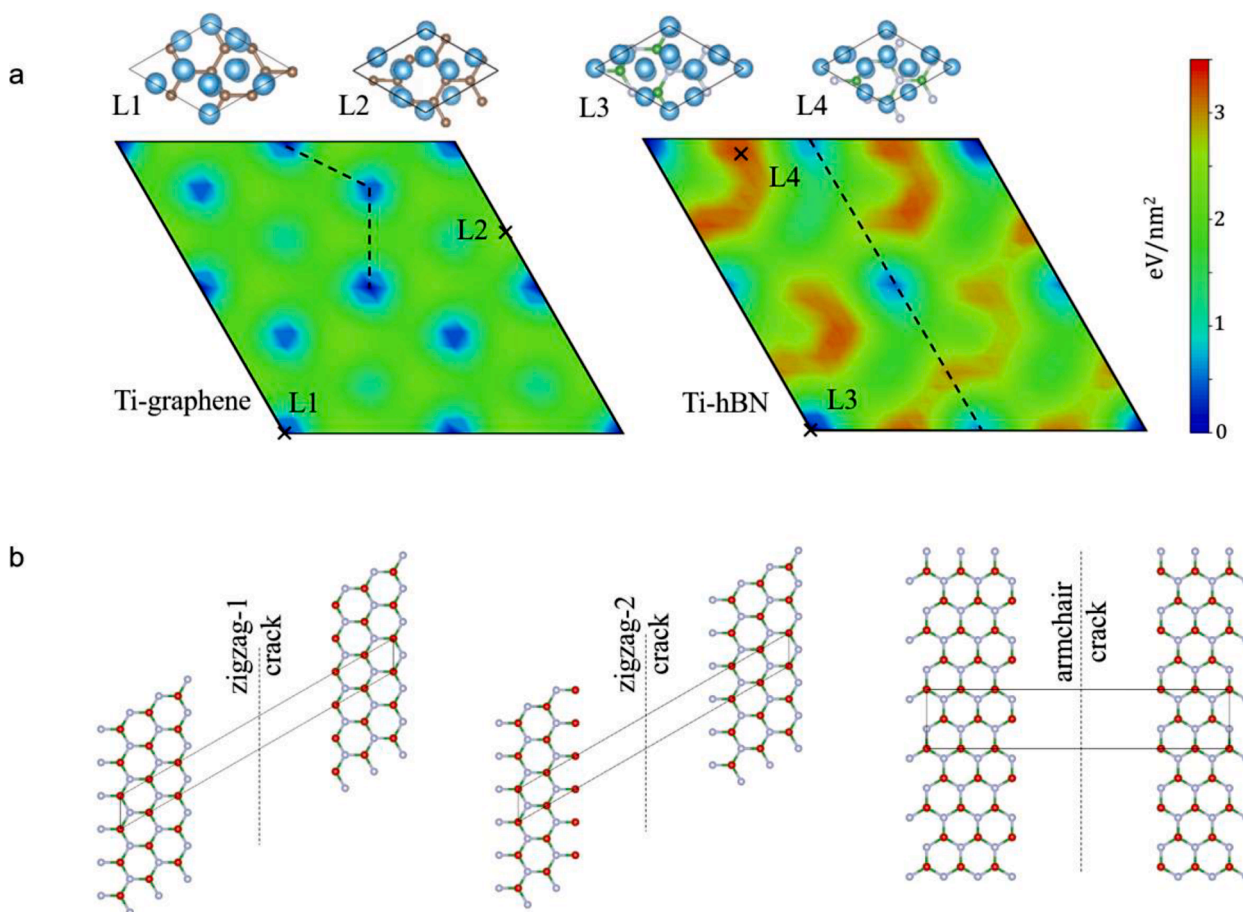 a
L1
L2
L3
L4
Ti-graphene
L1
L2
Ti-hBN
L3
L4
3
2
1
0
eV/nm²
b
zigzag-1
crack
zigzag-2
crack
armchair
crack